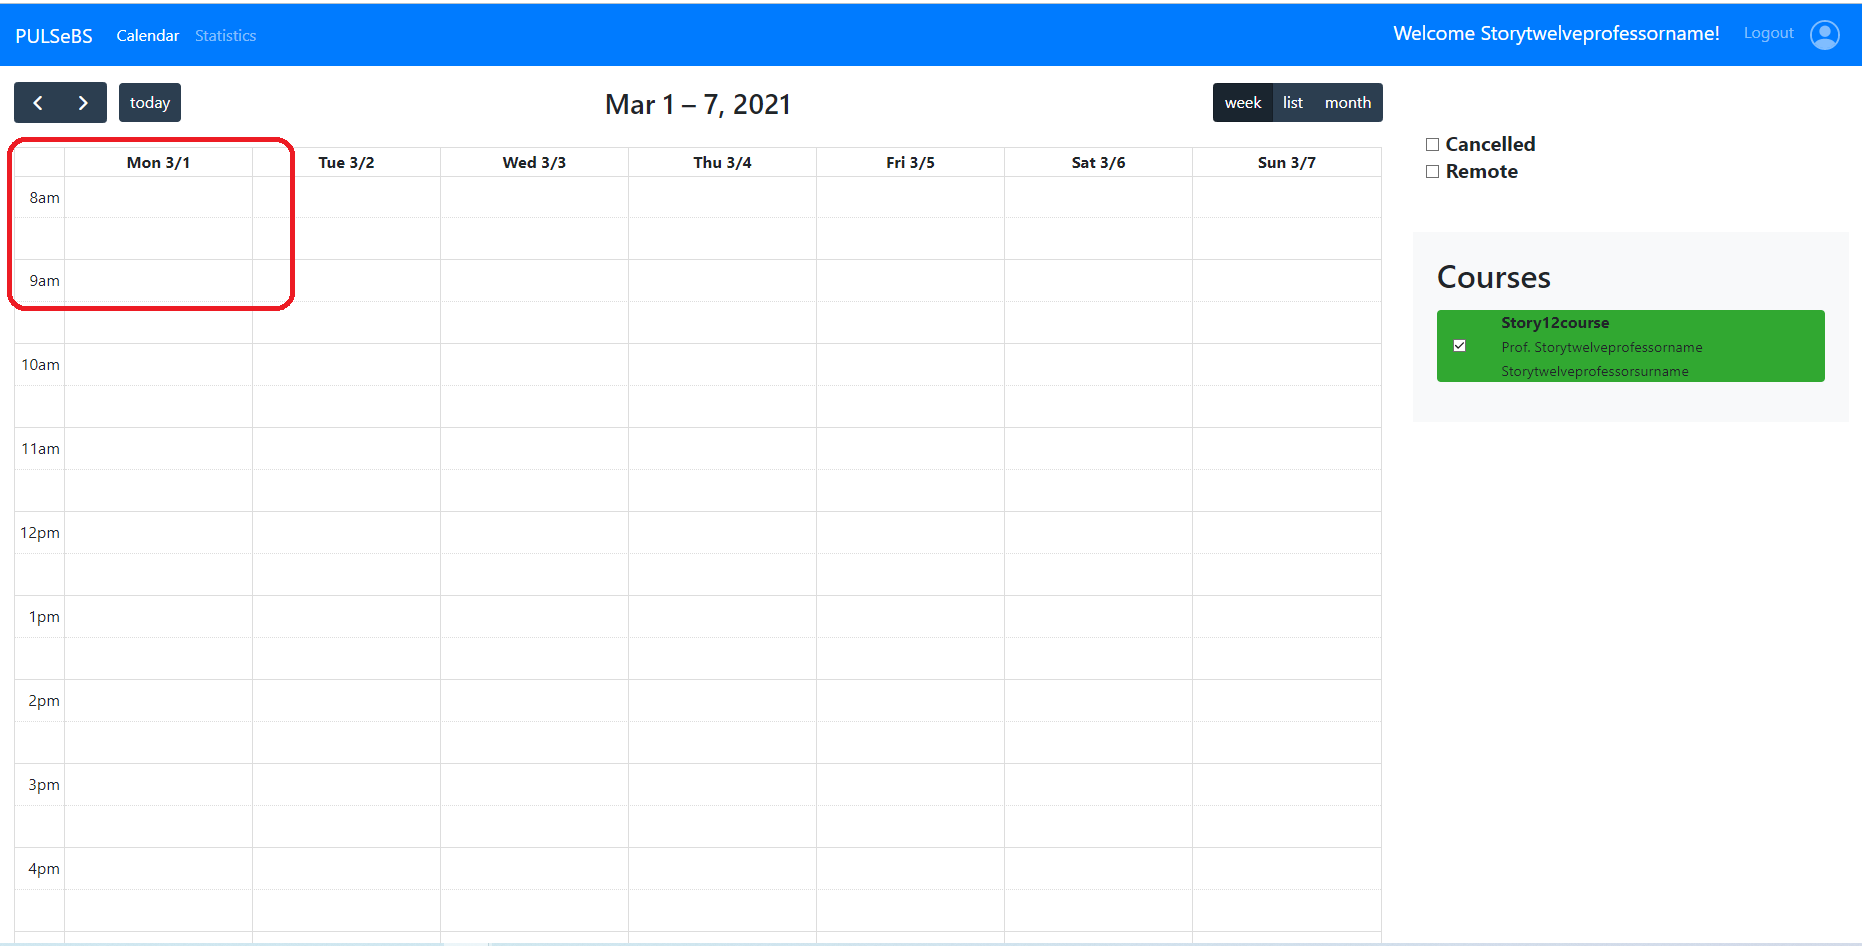 PULSeBS Calendar Statistics Welcome Storytwelveprofessorname! Logout
today Mar 1 – 7, 2021 week list month
Cancelled
Remote
Mon 3/1 Tue 3/2 Wed 3/3 Thu 3/4 Fri 3/5 Sat 3/6 Sun 3/7
8am
9am
10am
11am
12pm
1pm
2pm
3pm
4pm
Courses
Story12course
Prof. Storytwelveprofessorname
Storytwelveprofessorsurname